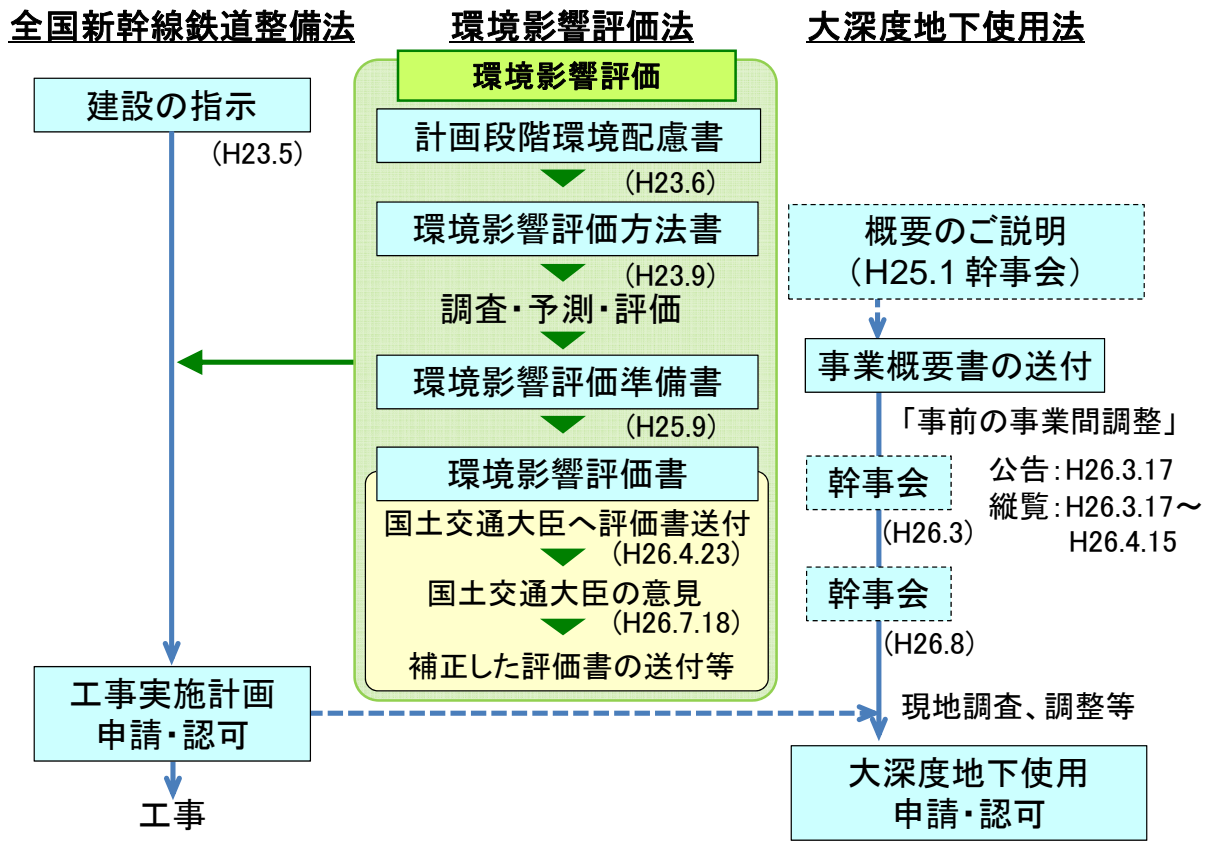 全国新幹線鉄道整備法
建設の指示
(H23.5)
工事実施計画
申請・認可
工事
環境影響評価法
環境影響評価
計画段階環境配慮書
(H23.6)
環境影響評価方法書
(H23.9)
調査・予測・評価
環境影響評価準備書
(H25.9)
環境影響評価書
国土交通大臣へ評価書送付
(H26.4.23)
国土交通大臣の意見
(H26.7.18)
補正した評価書の送付等
大深度地下使用法
概要のご説明
（H25.1 幹事会）
事業概要書の送付
「事前の事業間調整」
幹事会
(H26.3)
公告：H26.3.17
縦覧：H26.3.17～
H26.4.15
幹事会
(H26.8)
現地調査、調整等
大深度地下使用
申請・認可